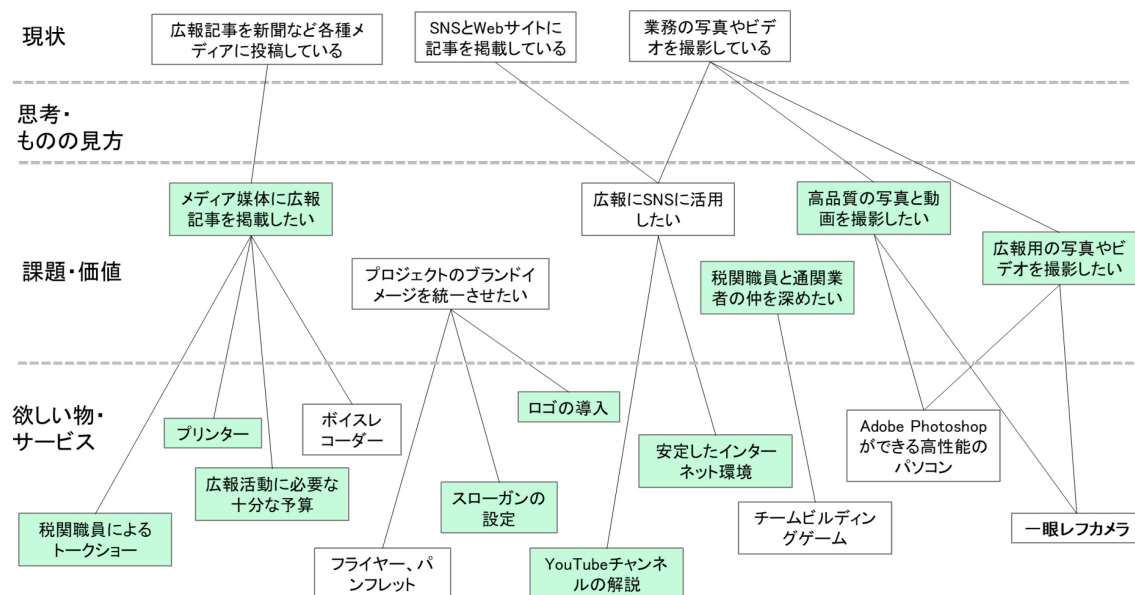 現状
広報記事を新聞など各種メ
ディアに投稿している
SNSとWebサイトに
記事を掲載している
業務の写真やビデ
オを撮影している
思考・
ものの見方
課題・価値
メディア媒体に広報
記事を掲載したい
プロジェクトのブランドイ
メージを統一させたい
広報にSNSに活用
したい
税関職員と通関業
者の仲を深めたい
高品質の写真と動
画を撮影したい
広報用の写真やビ
デオを撮影したい
欲しい物・
サービス
税関職員による
トークショー
プリンター
広報活動に必要な
十分な予算
ボイスレ
コーダー
フライヤー、パ
ンフレット
スローガンの
設定
ロゴの導入
YouTubeチャンネ
ルの解説
安定したインター
ネット環境
チームビルディン
グゲーム
Adobe Photoshop
ができる高性能の
パソコン
一眼レフカメラ